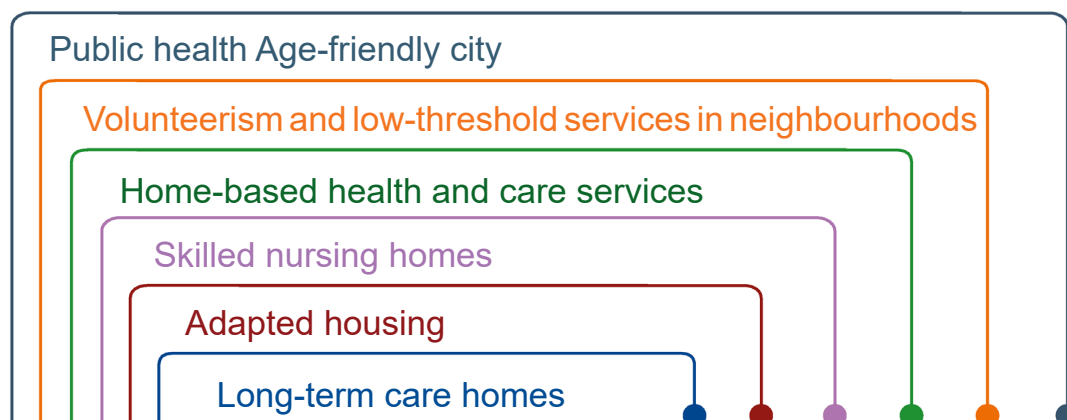 Public health Age-friendly city
Volunteerism and low-threshold services in neighbourhoods
Home-based health and care services
Skilled nursing homes
Adapted housing
Long-term care homes